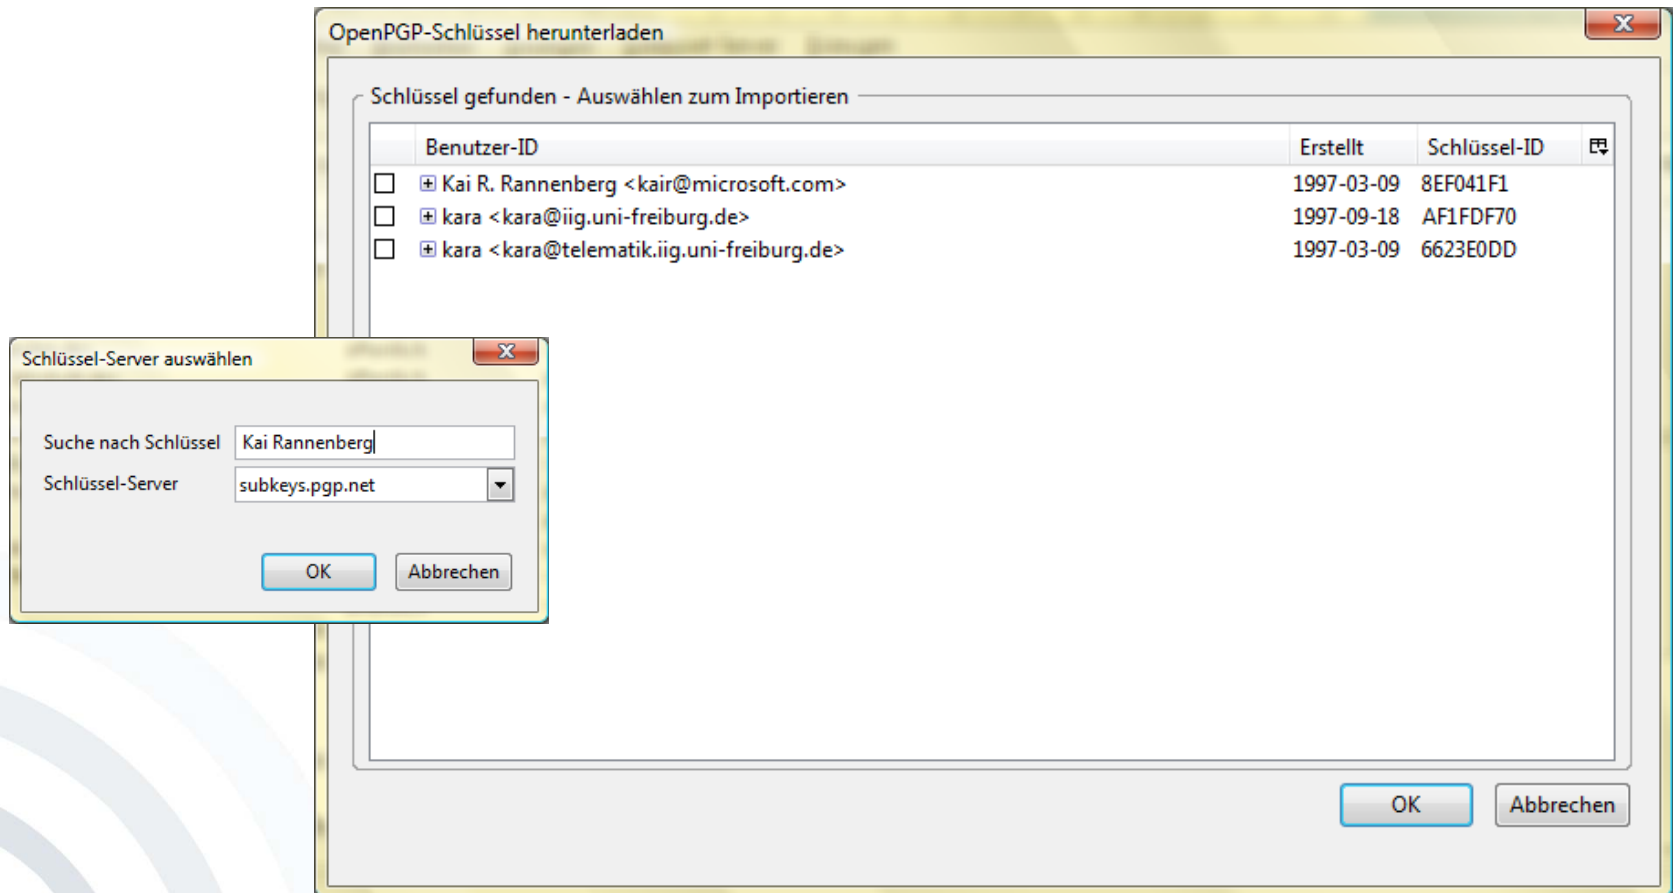 OpenPGP-Schlüssel herunterladen
Schlüssel gefunden - Auswählen zum Importieren
Benutzer-ID Erstellt Schlüssel-ID
Kai R. Rannenberg <kair@microsoft.com> 1997-03-09 8EF041F1
kara <kara@iig.uni-freiburg.de> 1997-09-18 AF1FDF70
kara <kara@telematik.iig.uni-freiburg.de> 1997-03-09 6623E0DD
OK Abbrechen
Schlüssel-Server auswählen
Suche nach Schlüssel Kai Rannenberg
Schlüssel-Server subkeys.pgp.net
OK Abbrechen